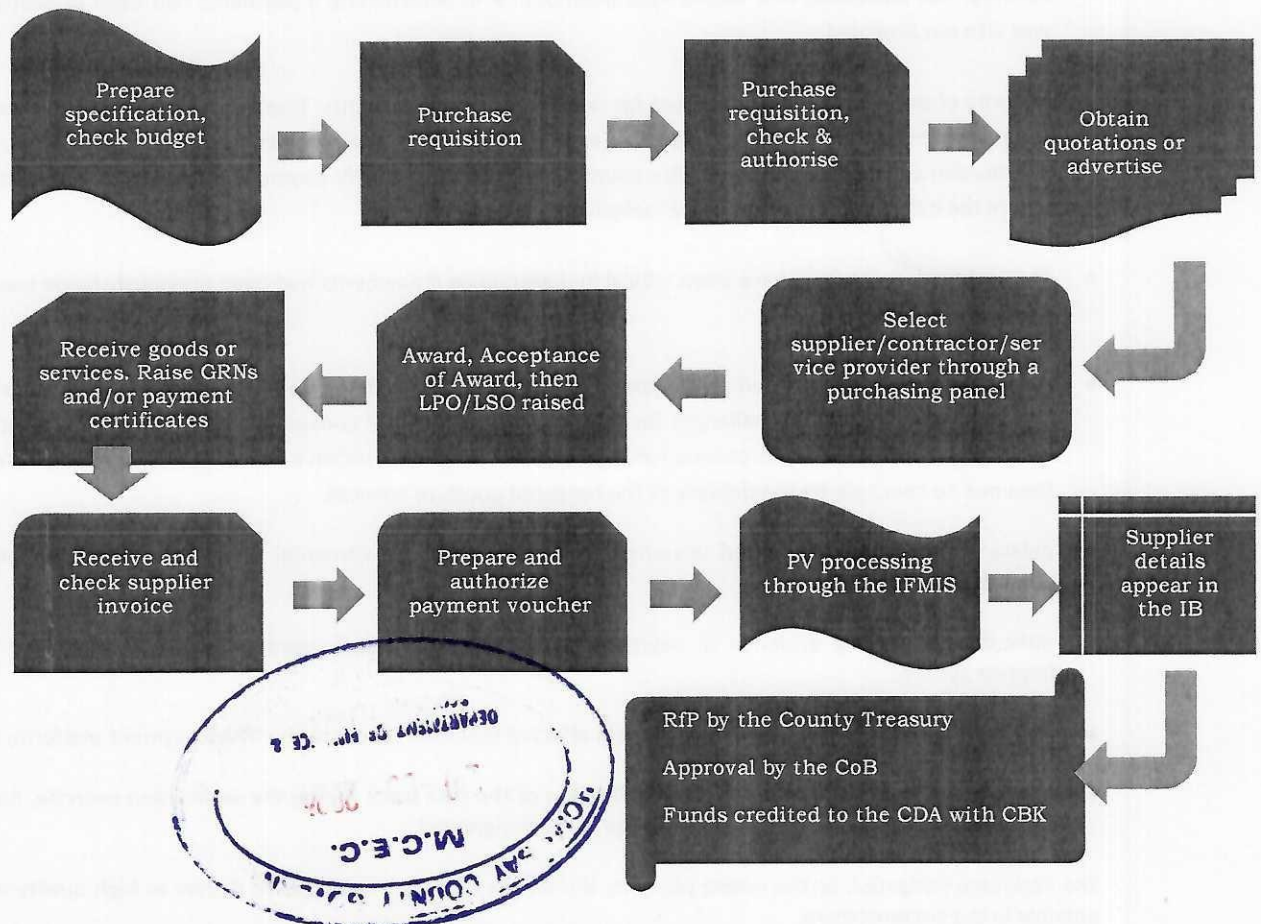 Prepare
specification,
check budget
Purchase
requisition
Purchase
requisition,
check &
authorise
Obtain
quotations or
advertise
Select
supplier/contractor/ser
vice provider through a
purchasing panel
Award, Acceptance
of Award, then
LPO/LSO raised
Receive goods or
services. Raise GRNs
and/or payment
certificates
Receive and
check supplier
invoice
Prepare and
authorize
payment voucher
PV processing
through the IFMIS
Supplier
details
appear in
the IB
RfP by the County Treasury
Approval by the CoB
Funds credited to the CDA with CBK
DEPARTMENT OF
M.C.E.C.
BAY COUNTY